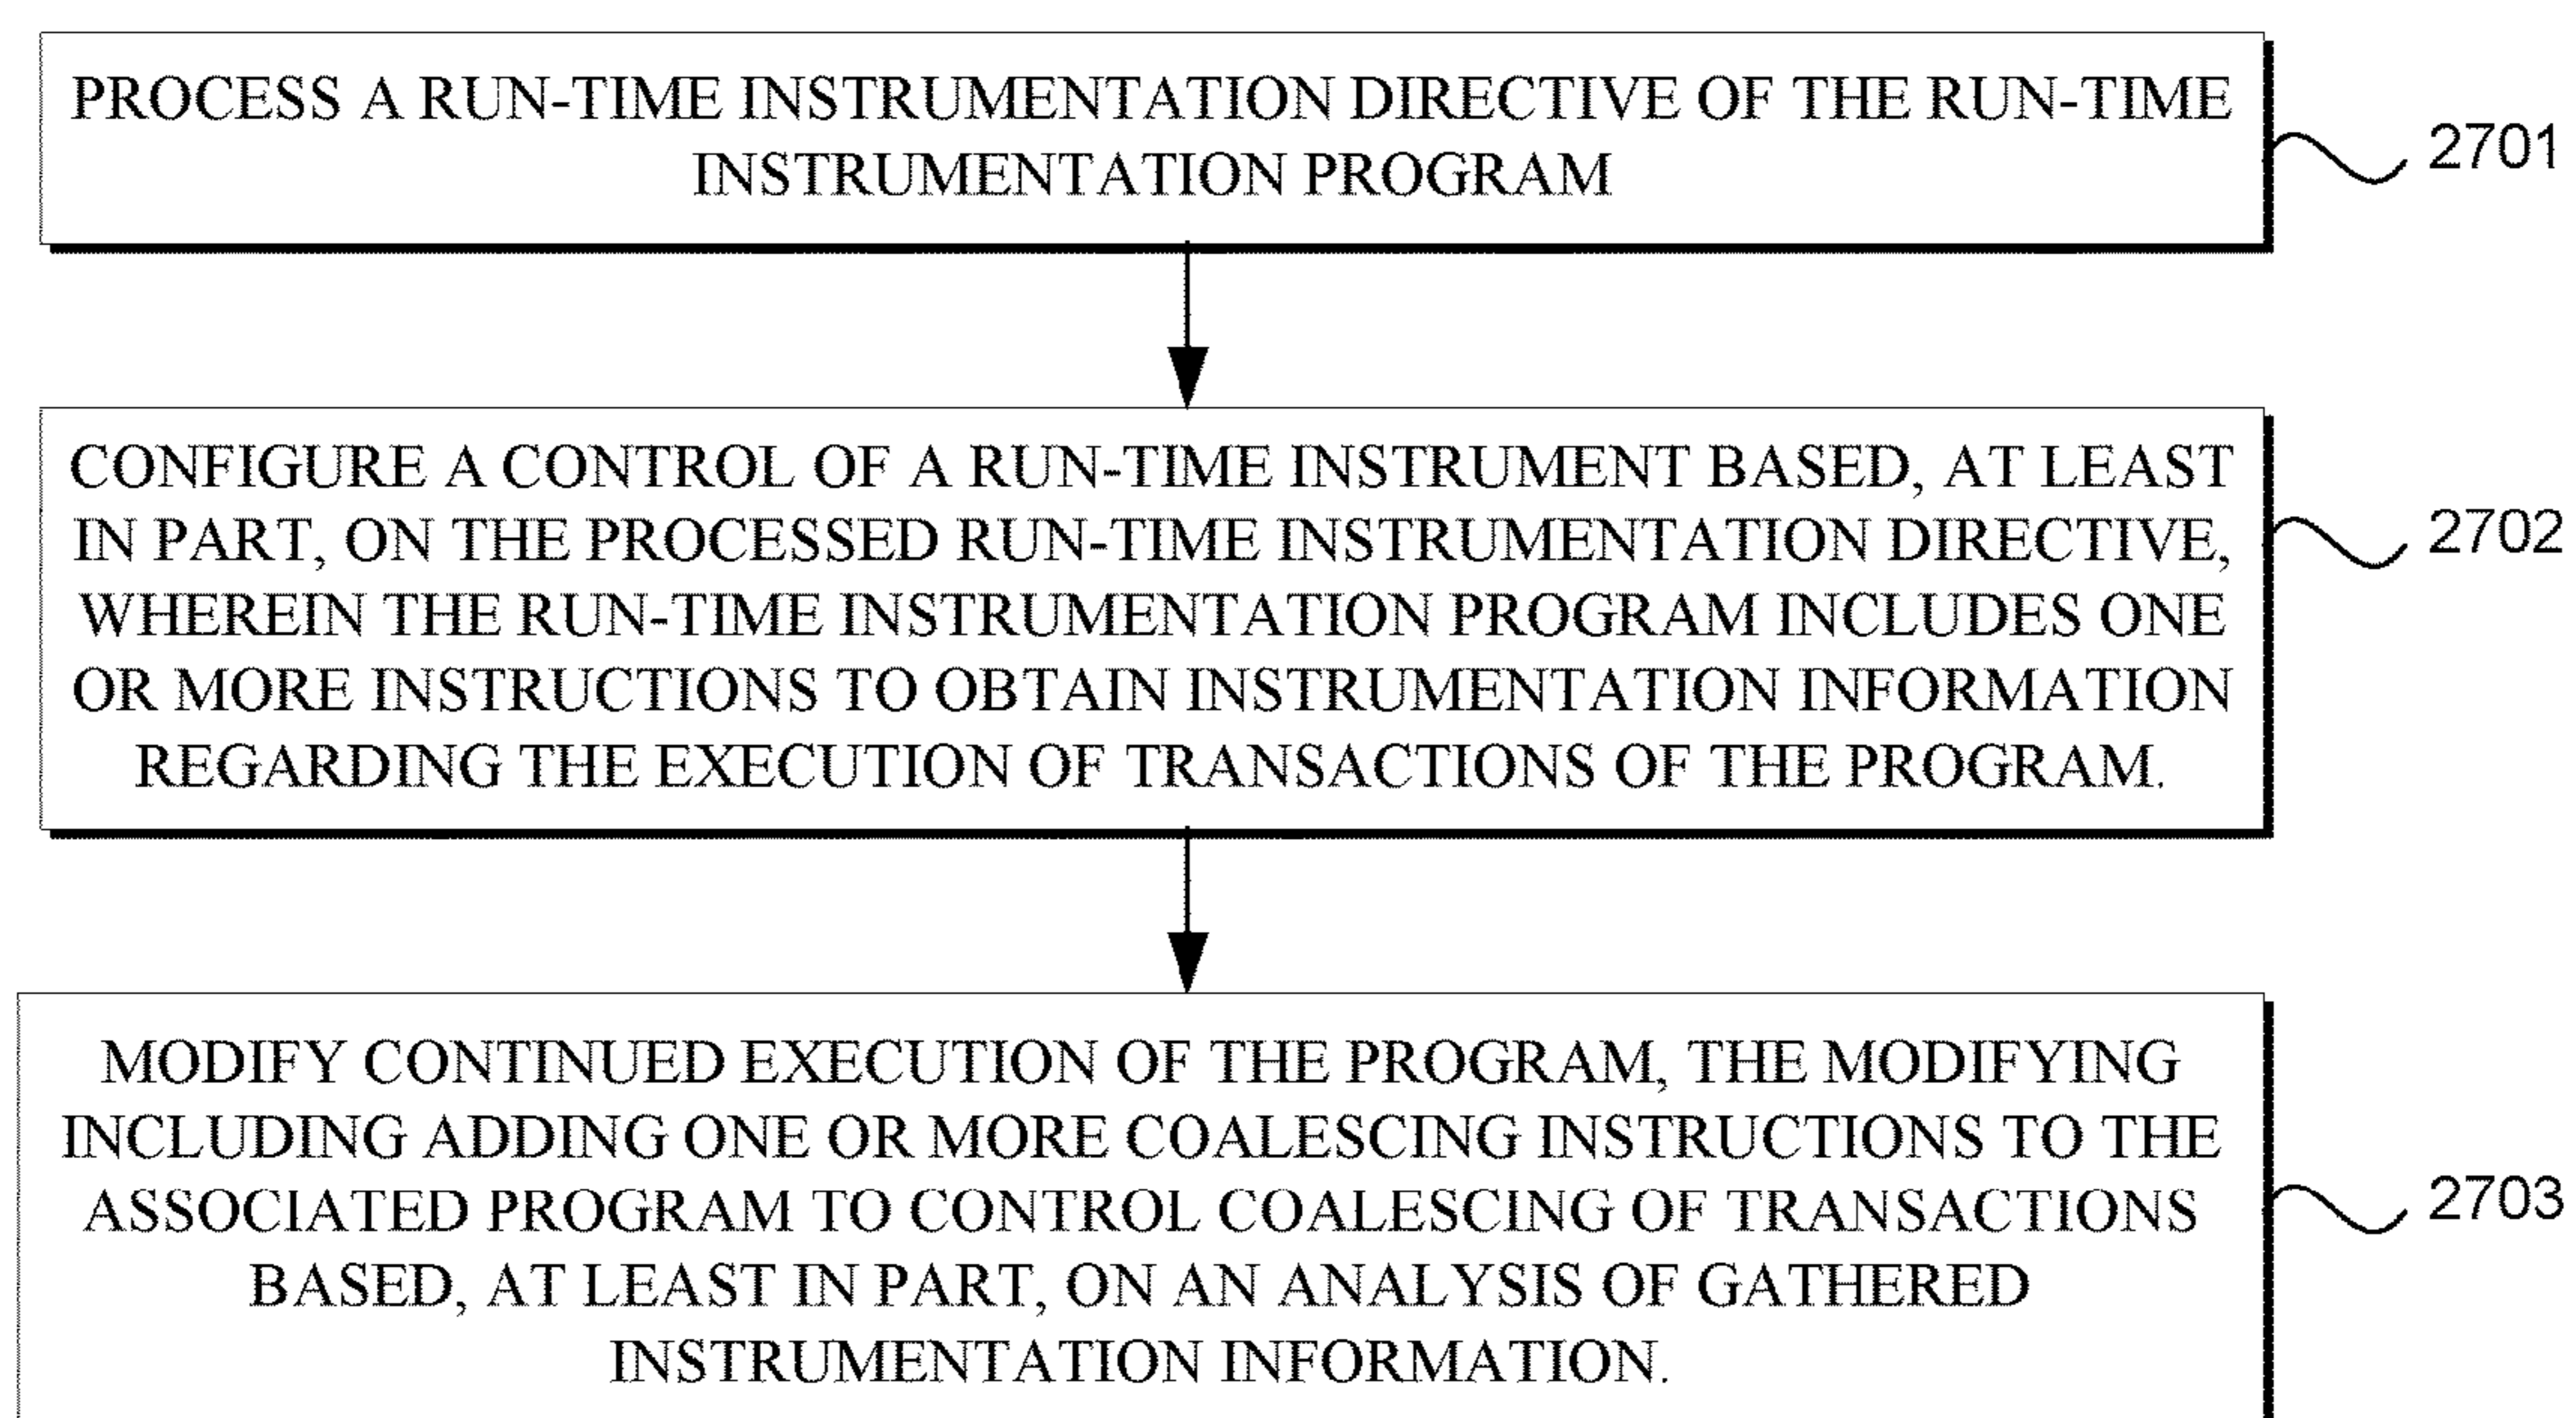 PROCESS A RUN-TIME INSTRUMENTATION DIRECTIVE OF THE RUN-TIME
INSTRUMENTATION PROGRAM
2701
CONFIGURE A CONTROL OF A RUN-TIME INSTRUMENT BASED, AT LEAST
IN PART, ON THE PROCESSED RUN-TIME INSTRUMENTATION DIRECTIVE,
WHEREIN THE RUN-TIME INSTRUMENTATION PROGRAM INCLUDES ONE
OR MORE INSTRUCTIONS TO OBTAIN INSTRUMENTATION INFORMATION
REGARDING THE EXECUTION OF TRANSACTIONS OF THE PROGRAM.
2702
MODIFY CONTINUED EXECUTION OF THE PROGRAM, THE MODIFYING
INCLUDING ADDING ONE OR MORE COALESCING INSTRUCTIONS TO THE
ASSOCIATED PROGRAM TO CONTROL COALESCING OF TRANSACTIONS
BASED, AT LEAST IN PART, ON AN ANALYSIS OF GATHERED
INSTRUMENTATION INFORMATION.
2703